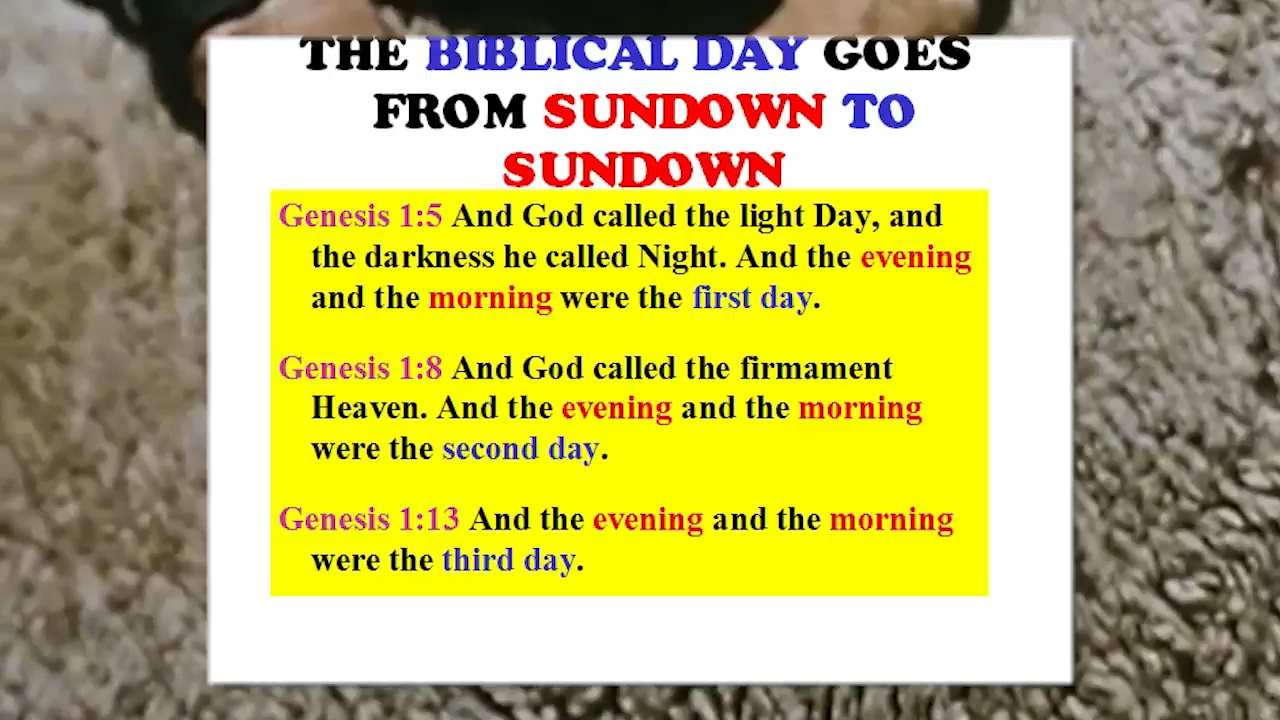 THE BIBLICAL DAY GOES
FROM SUNDOWN TO
SUNDOWN
Genesis 1:5 And God called the light Day, and
the darkness he called Night. And the evening
and the morning were the first day.
Genesis 1:8 And God called the firmament
Heaven. And the evening and the morning
were the second day.
Genesis 1:13 And the evening and the morning
were the third day.